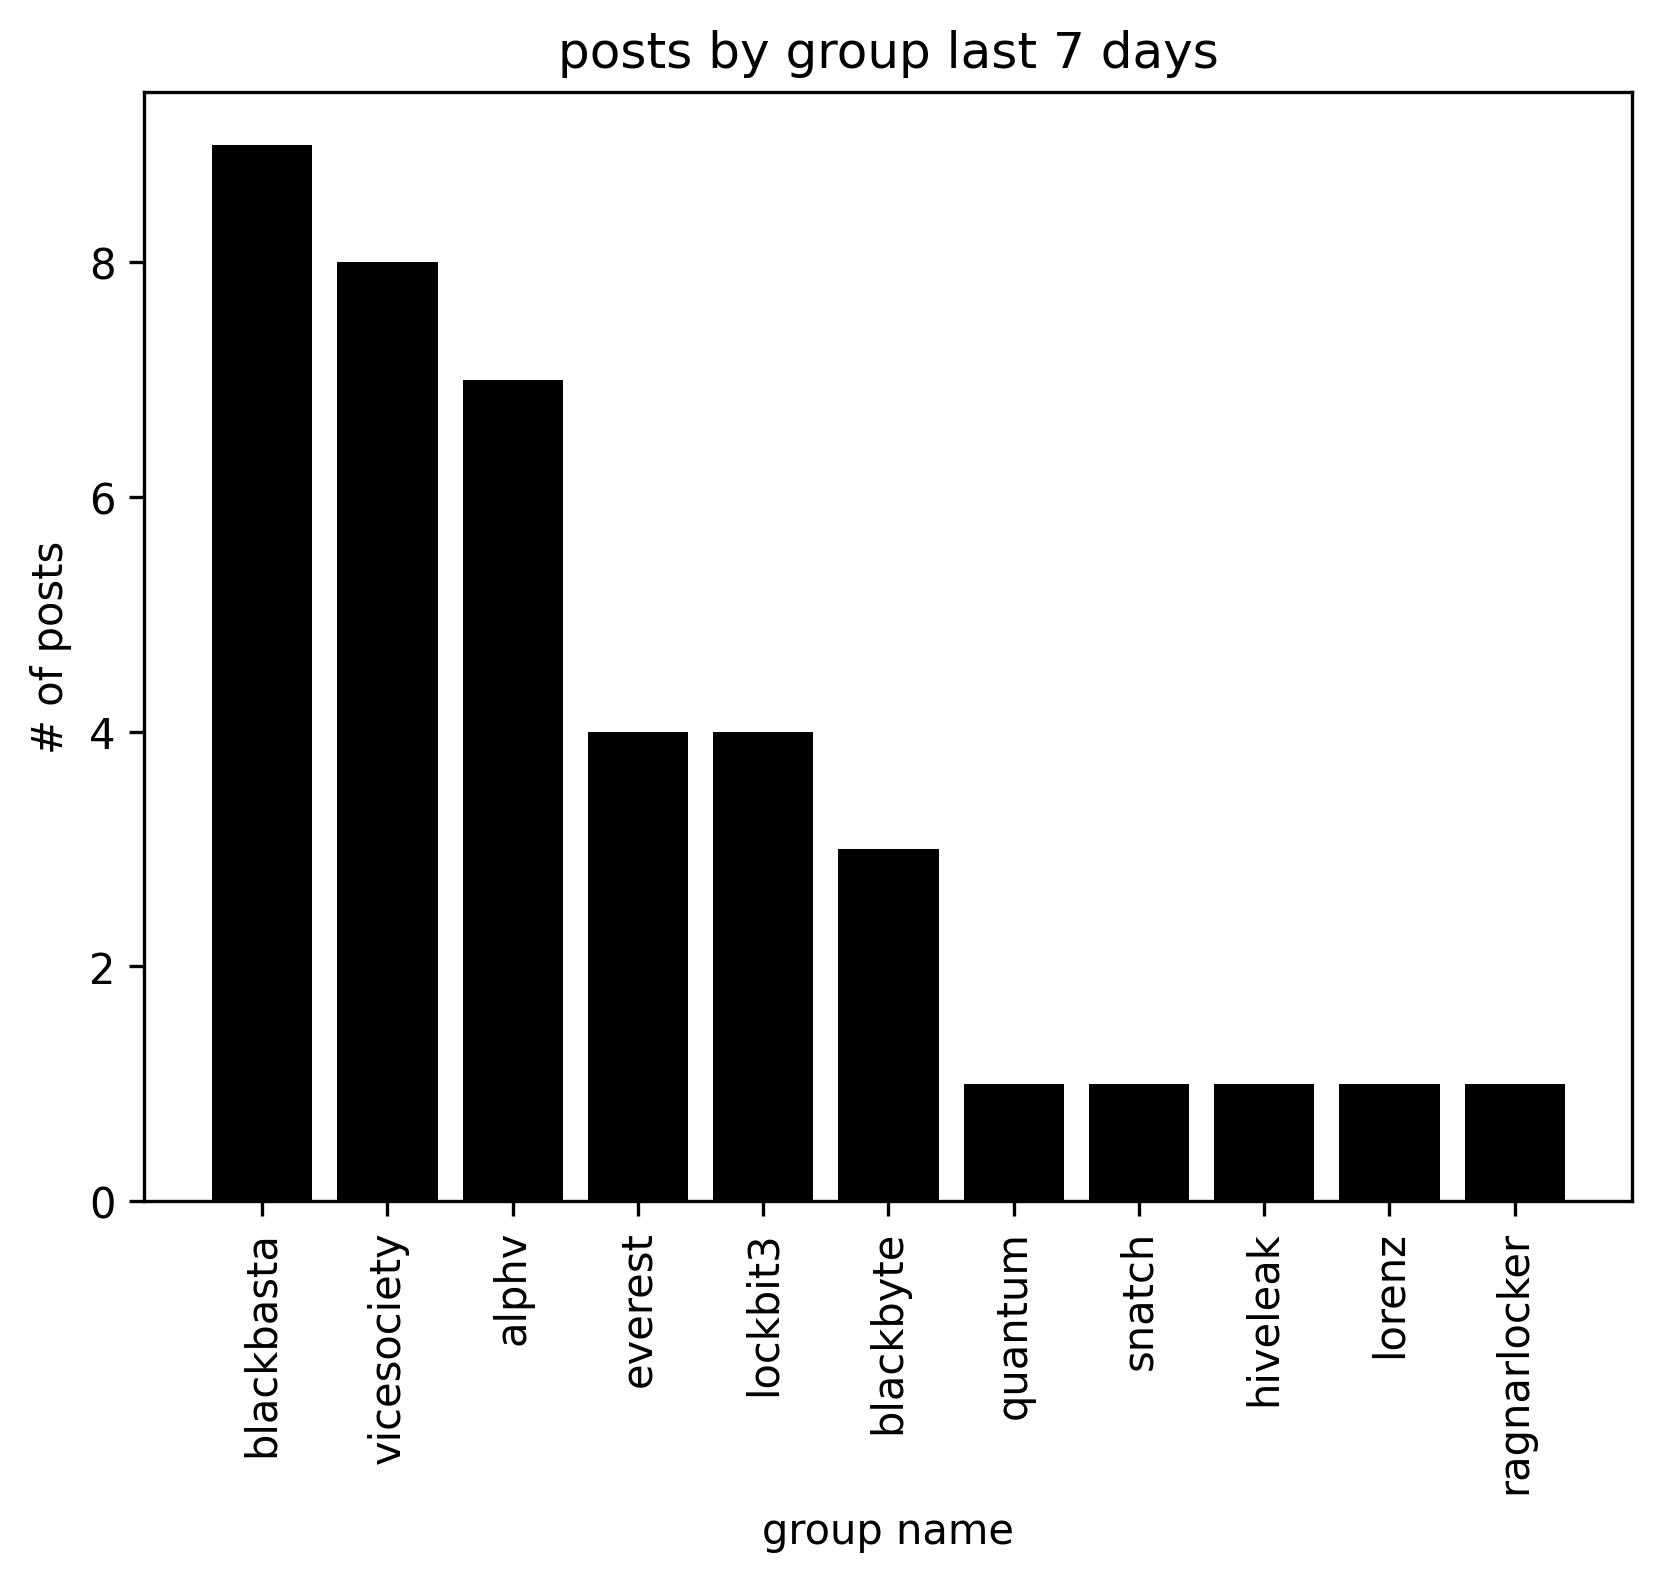 posts by group last 7 days
# of posts
8
6
4
2
0
blackbasta
vicesociety
alphv
everest
lockbit3
blackbyte
quantum
snatch
hiveleak
lorenz
ragnarlocker
group name